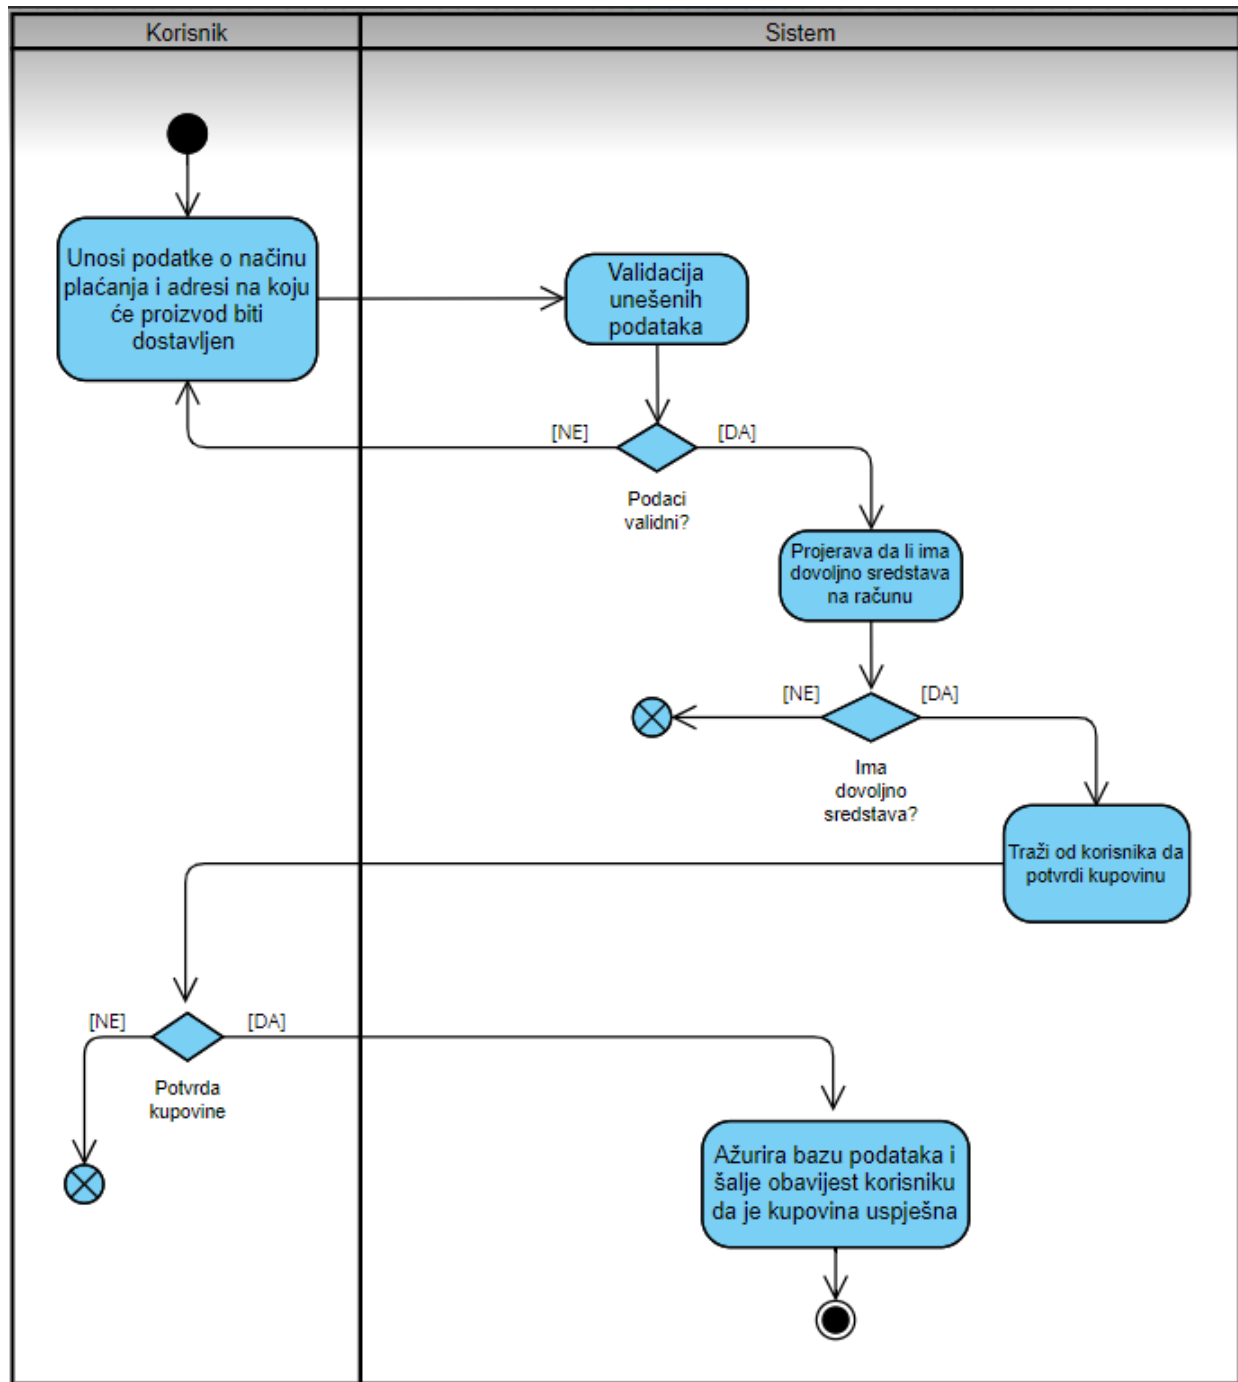 Korisnik
Sistem
Unosi podatke o načinu
plaćanja i adresi na koju
će proizvod biti
dostavljen
Validacija
unešenih
podataka
[NE]
[DA]
Podaci
validni?
Projerava da li ima
dovoljno sredstava
na računu
[NE]
[DA]
Ima
dovoljno
sredstava?
Traži od korisnika da
potvrdi kupovinu
[NE]
[DA]
Potvrda
kupovine
Ažurira bazu podataka i
šalje obavijest korisniku
da je kupovina uspješna